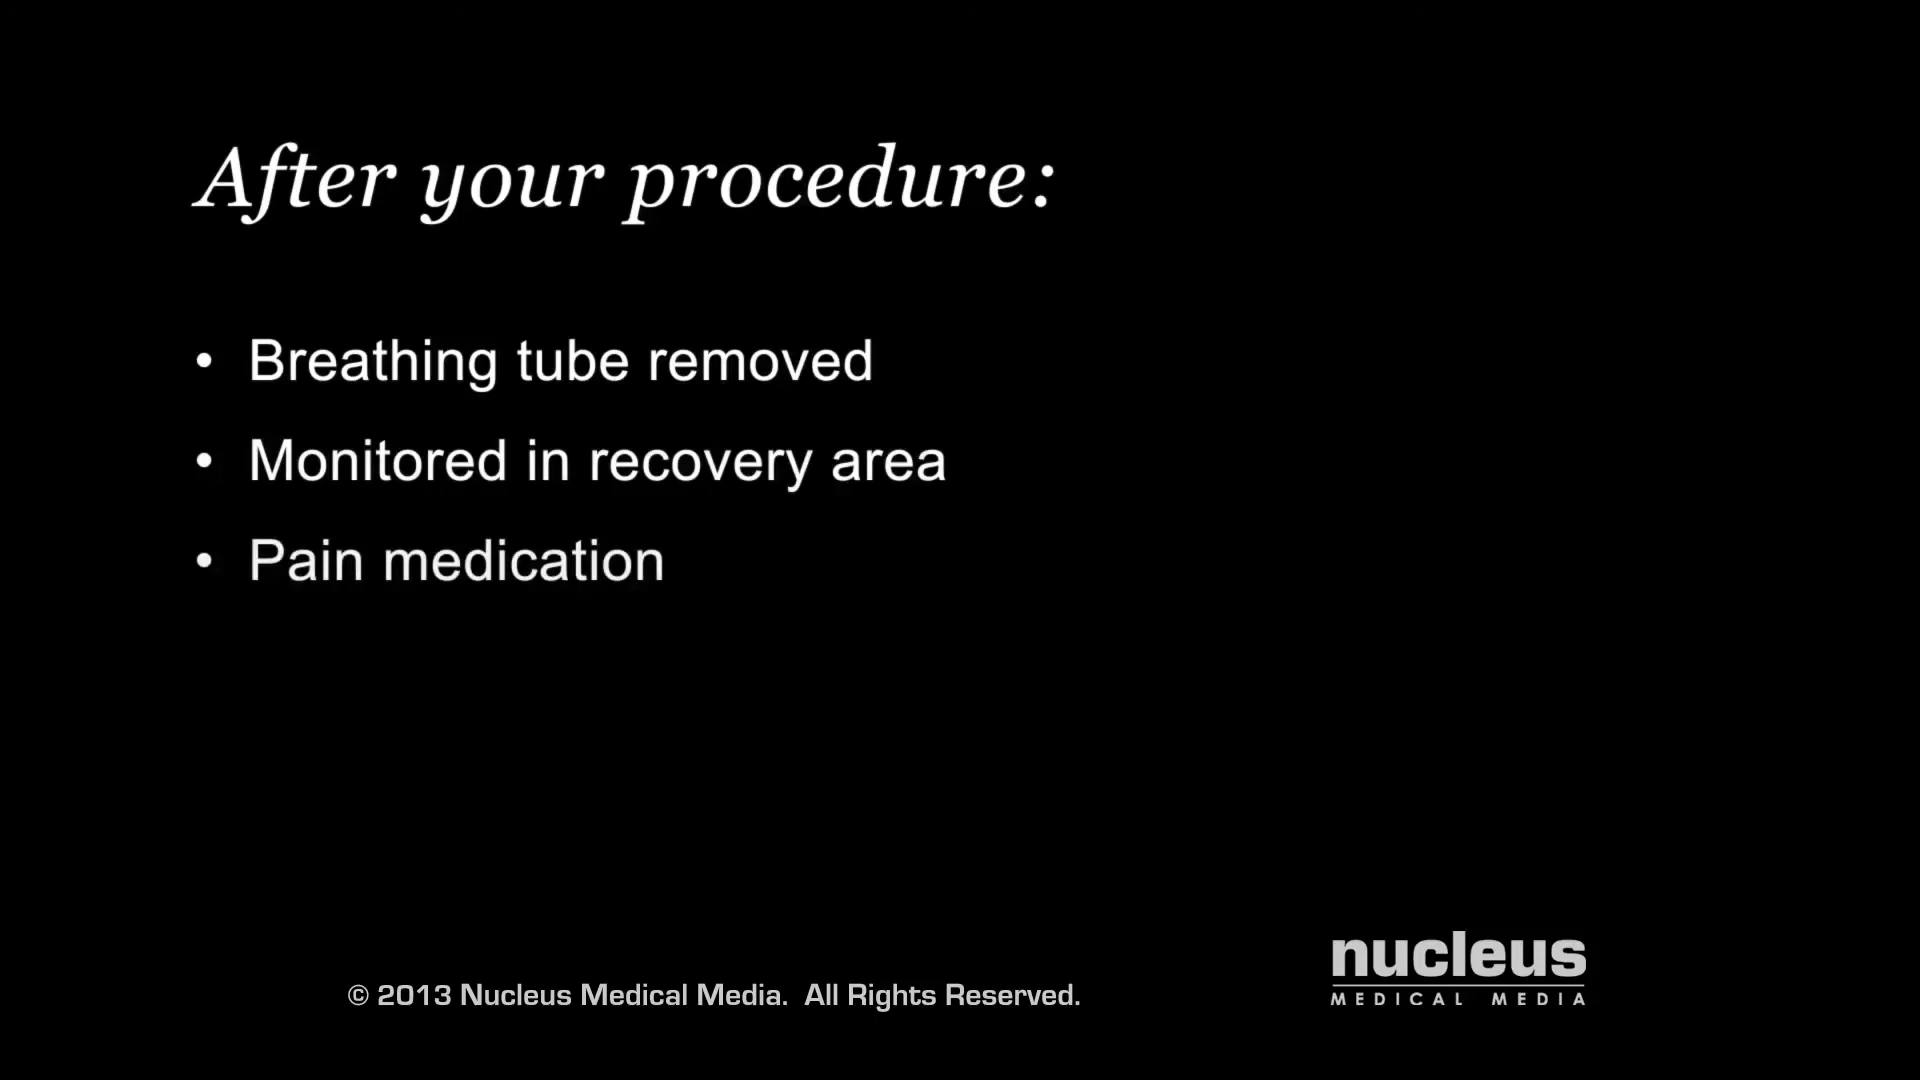 After your procedure:
• Breathing tube removed
• Monitored in recovery area
• Pain medication
nucleus
MEDICAL MEDIA
© 2013 Nucleus Medical Media. All Rights Reserved.